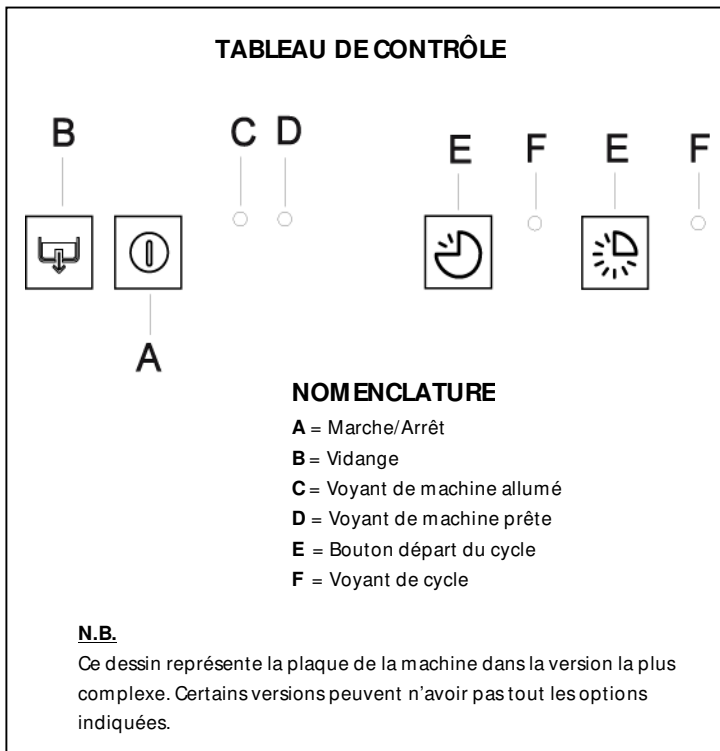 TABLEAU DE CONTRÔLE
B C D E F E F
A
NOMENCLATURE
A = Marche/Arrêt
B = Vidange
C = Voyant de machine allumé
D = Voyant de machine prête
E = Bouton départ du cycle
F = Voyant de cycle
N.B.
Ce dessin représente la plaque de la machine dans la version la plus
complexe. Certains versions peuvent n’avoir pas tout les options
indiquées.